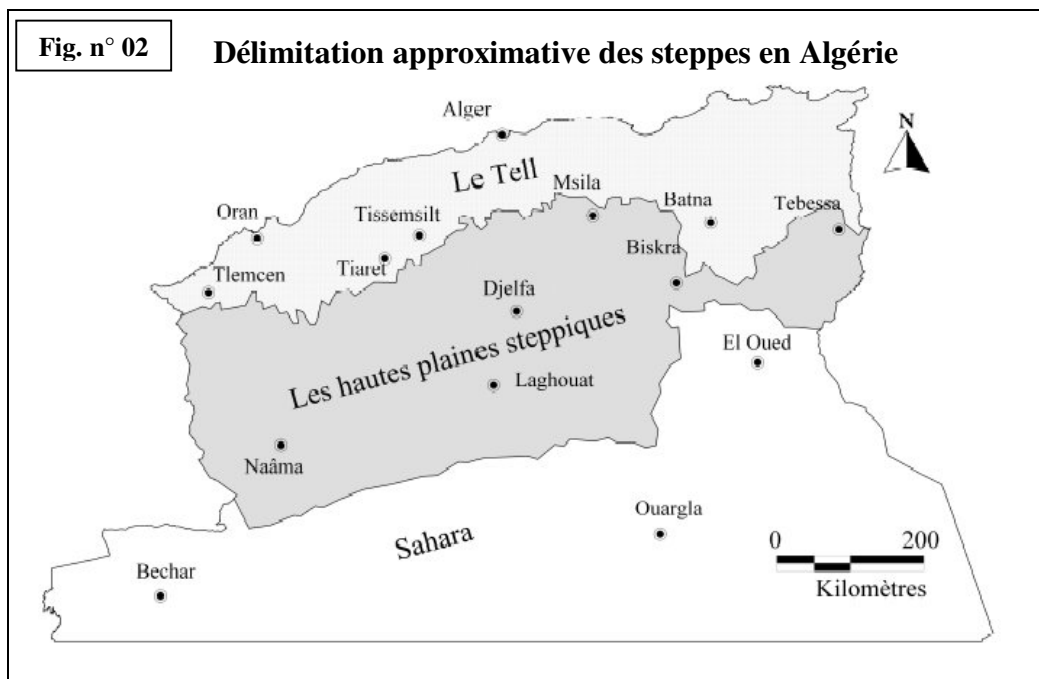 Fig. n° 02
Délimitation approximative des steppes en Algérie
N
Alger
Le Tell
Msila
Batna
Tebessa
Oran
Tissemsilt
Tiaret
Biskra
Tlemcen
Djelfa
Les hautes plaines steppiques
El Oued
Laghouat
Naâma
Ouargla
Sahara
0 200
Kilomètres
Bechar